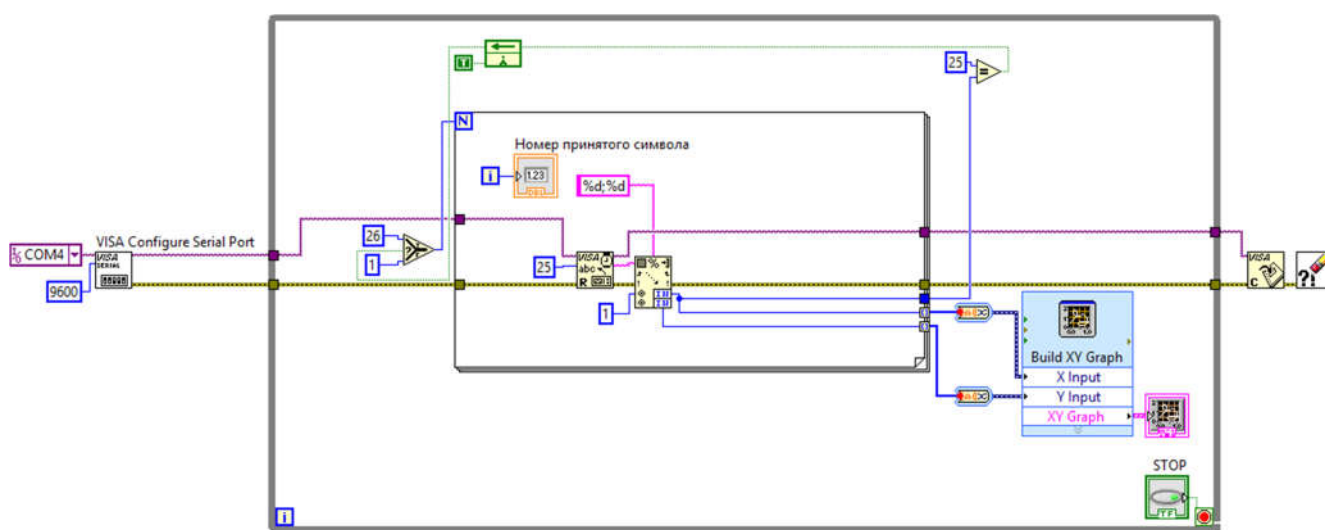 T
25
=
N
Номер принятого символа
i
1.23
%d;%d
COM4
VISA Configure Serial Port
VISA
SERIAL
9600
26
?
1
25
VISA
abc
R
%
1
VISA
C
?!
Build XY Graph
X Input
Y Input
XY Graph
STOP
TF
i